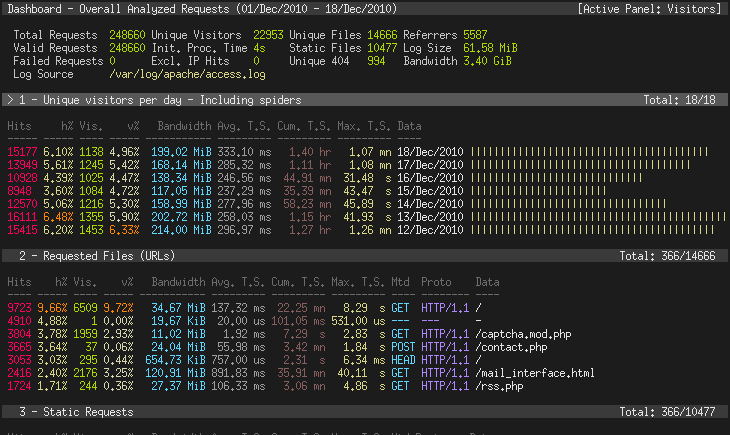 Dashboard - Overall Analyzed Requests (01/Dec/2010 - 18/Dec/2010) [Active Panel: Visitors]
Total Requests 248660 Unique Visitors 22953 Unique Files 14666 Referrers 5587
Valid Requests 248660 Init. Proc. Time 4s Static Files 10477 Log Size 61.58 MiB
Failed Requests 0 Excl. IP Hits 0 Unique 404 994 Bandwidth 3.40 GiB
Log Source /var/log/apache/access.log
> 1 - Unique visitors per day - Including spiders Total: 18/18
Hits h% Vis. v% Bandwidth Avg. T.S. Cum. T.S. Max. T.S. Data
15177 6.10% 1138 4.96% 199.02 MiB 333.10 ms 1.40 hr 1.07 mn 18/Dec/2010
13949 5.61% 1245 5.42% 168.14 MiB 285.32 ms 1.11 hr 1.08 mn 17/Dec/2010
10928 4.39% 1025 4.47% 138.34 MiB 246.56 ms 44.91 mn 31.48 s 16/Dec/2010
8948 3.60% 1084 4.72% 117.05 MiB 237.29 ms 35.39 mn 43.47 s 15/Dec/2010
12570 5.06% 1216 5.30% 158.99 MiB 277.96 ms 58.23 mn 45.89 s 14/Dec/2010
16111 6.48% 1355 5.90% 202.72 MiB 258.03 ms 1.15 hr 41.93 s 13/Dec/2010
15415 6.20% 1453 6.33% 214.00 MiB 296.97 ms 1.27 hr 1.26 mn 12/Dec/2010
2 - Requested Files (URLs) Total: 366/14666
Hits h% Vis. v% Bandwidth Avg. T.S. Cum. T.S. Max. T.S. Mtd Proto Data
9723 9.66% 6509 9.72% 34.67 MiB 137.32 ms 22.25 mn 8.29 s GET HTTP/1.1 /
4910 4.88% 1 0.00% 19.67 KiB 20.00 us 101.05 ms 531.00 us --- --- -
3804 3.78% 1959 2.93% 11.02 MiB 1.92 ms 7.29 s 2.83 s GET HTTP/1.1 /captcha.mod.php
3665 3.64% 37 0.06% 24.04 MiB 55.98 ms 3.42 mn 1.84 s POST HTTP/1.1 /contact.php
3053 3.03% 295 0.44% 654.73 KiB 757.00 us 2.31 s 6.34 ms HEAD HTTP/1.1 /
2416 2.40% 2176 3.25% 120.91 MiB 891.83 ms 35.91 mn 40.11 s GET HTTP/1.1 /mail_interface.html
1724 1.71% 244 0.36% 27.37 MiB 106.33 ms 3.06 mn 4.86 s GET HTTP/1.1 /rss.php
3 - Static Requests Total: 366/10477